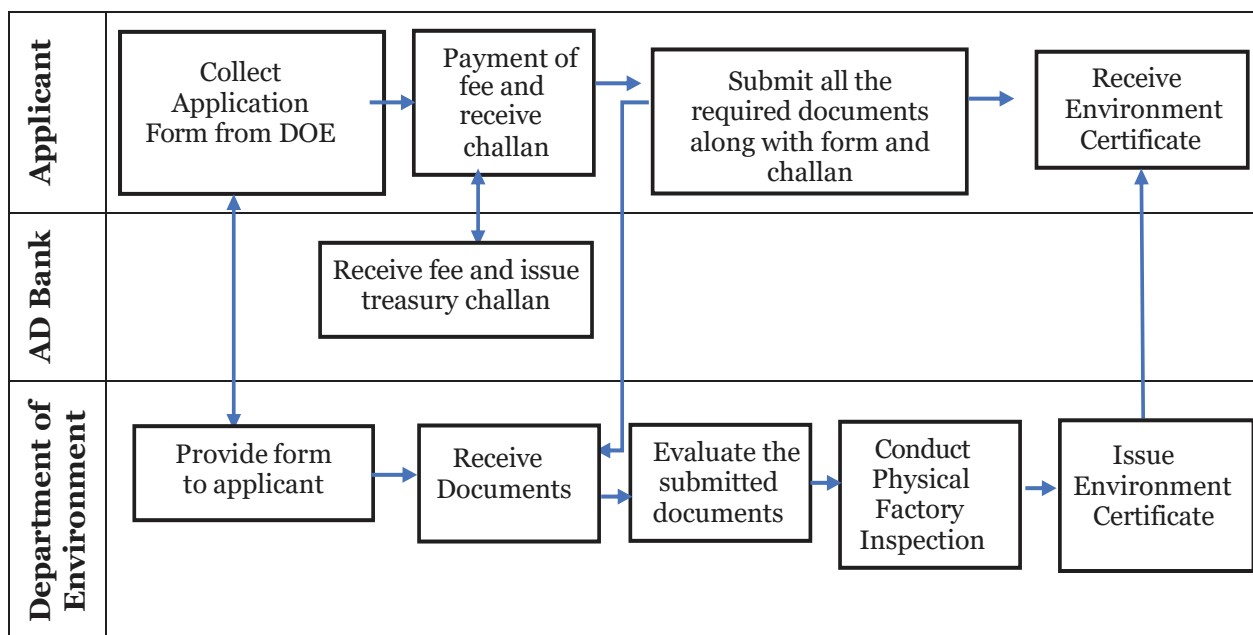 Applicant
Collect
Application
Form from DOE
Payment of
fee and
receive
challan
Submit all the
required documents
along with form and
challan
Receive
Environment
Certificate
AD Bank
Receive fee and issue
treasury challan
Department of
Environment
Provide form
to applicant
Receive
Documents
Evaluate the
submitted
documents
Conduct
Physical
Factory
Inspection
Issue
Environment
Certificate